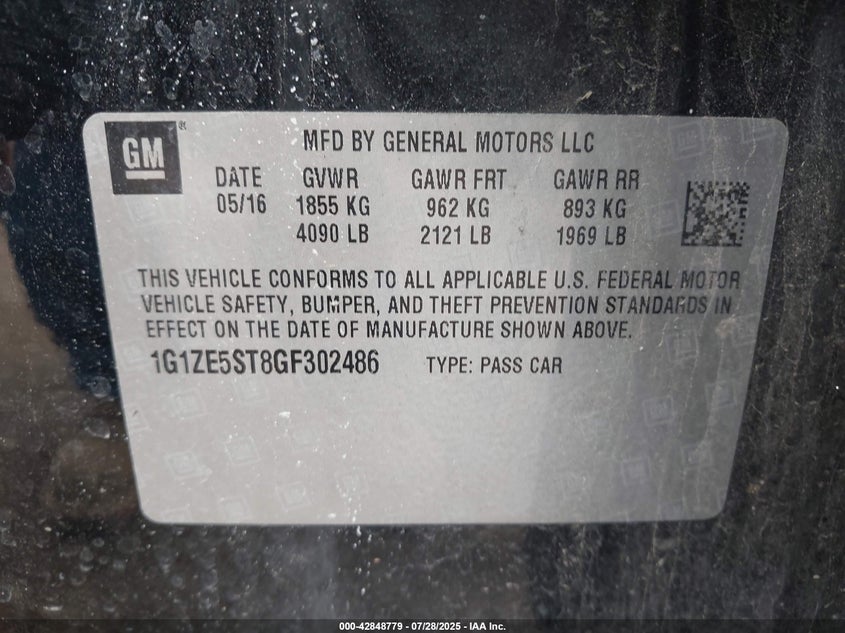 GM ®
MFD BY GENERAL MOTORS LLC
DATE GVWR GAWR FRT GAWR RR
05/16 1855 KG 962 KG 893 KG
4090 LB 2121 LB 1969 LB
THIS VEHICLE CONFORMS TO ALL APPLICABLE U.S. FEDERAL MOTOR
VEHICLE SAFETY, BUMPER, AND THEFT PREVENTION STANDARDS IN
EFFECT ON THE DATE OF MANUFACTURE SHOWN ABOVE.
1G1ZE5ST8GF302486 TYPE: PASS CAR
000-42848779 — 07/28/2025 — IAA Inc.